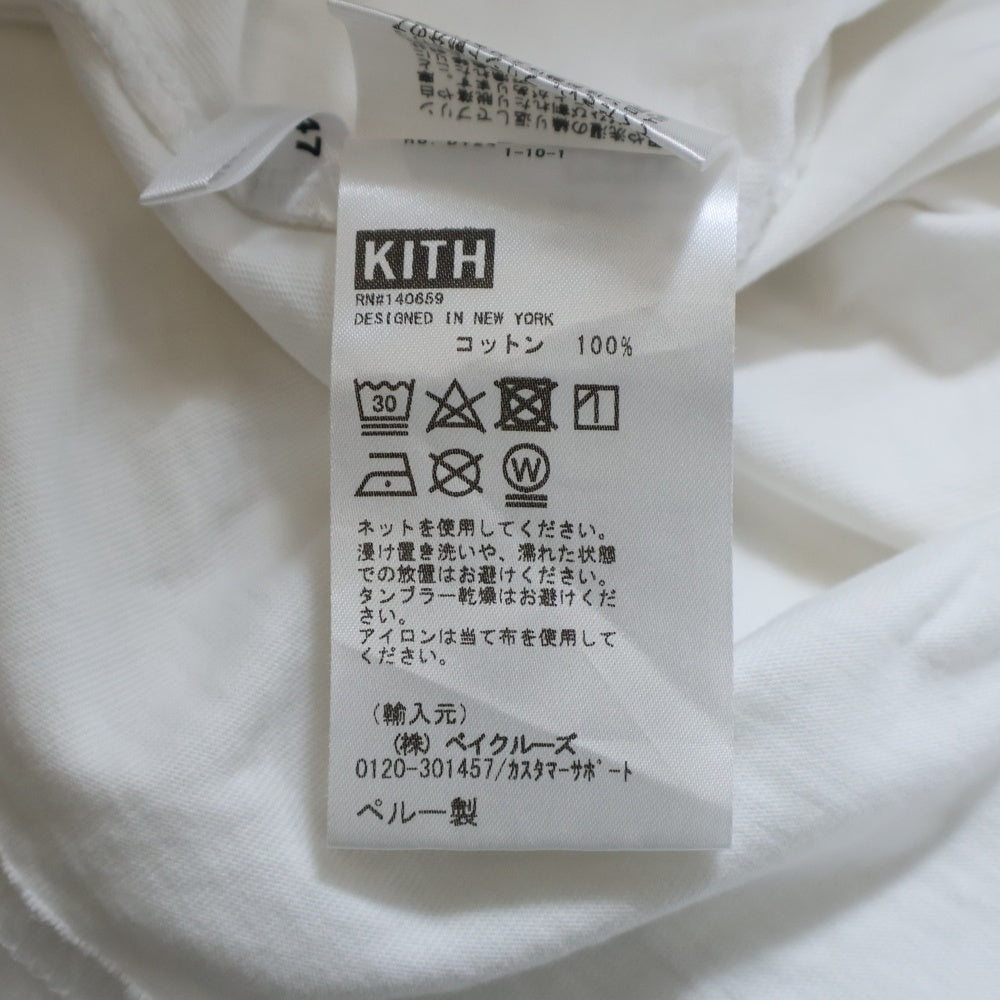 47
1-10-1
KITH
RN#140659
DESIGNED IN NEW YORK
コットン 100%
30
W
ネットを使用してください。
浸け置き洗いや、濡れた状態
での放置はお避けください。
タンブラー乾燥はお避けくだ
さい。
アイロンは当て布を使用して
ください。
(輸入元)
(株) ベイクルーズ
0120-301457/カスタマーサポート
ペルー製